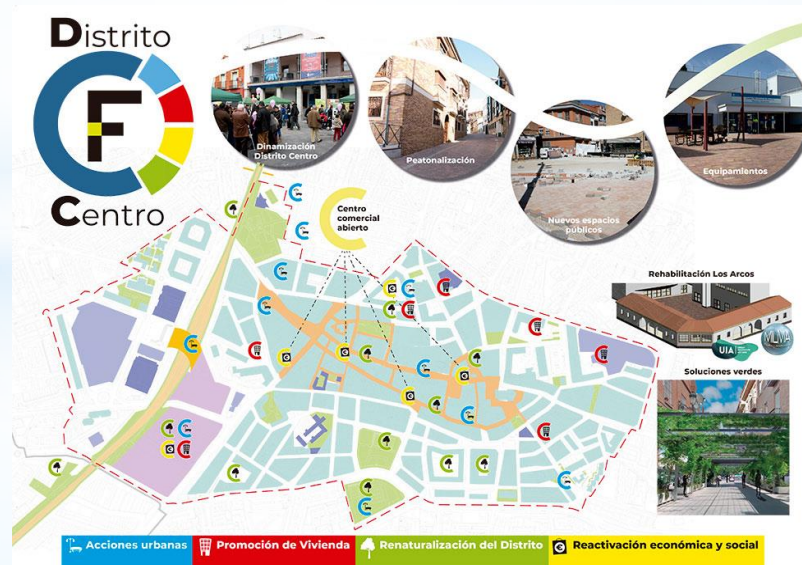 Distrito
F
Centro
Dinamización
Distrito Centro
Peatonalización
Nuevos espacios
públicos
Equipamientos
Centro
comercial
abierto
Rehabilitación Los Arcos
UIA
Soluciones verdes
Acciones urbanas
Promoción de Vivienda
Renaturalización del Distrito
Reactivación económica y social